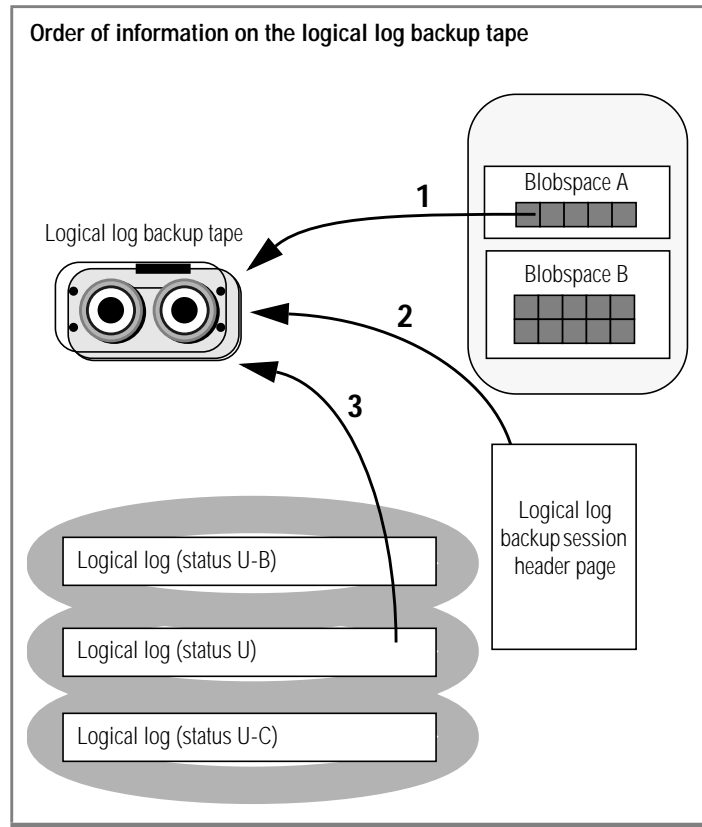 Order of information on the logical log backup tape
1
Blobspace A
Logical log backup tape
Blobspace B
2
3
Logical log
backup session
header page
Logical log (status U-B)
Logical log (status U)
Logical log (status U-C)